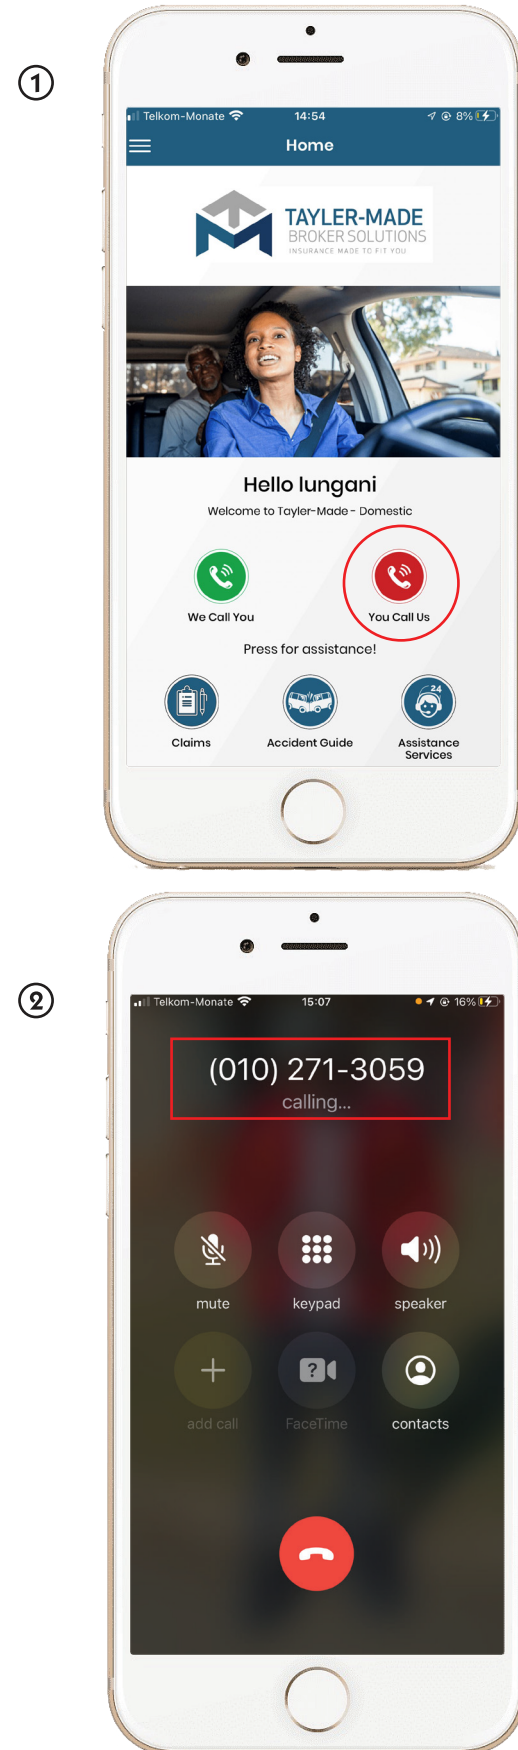 1
Telkom-Monate 14:54 8%
Home
TAYLER-MADE
BROKER SOLUTIONS
INSURANCE MADE TO FIT YOU
Hello lungani
Welcome to Tayler-Made - Domestic
We Call You You Call Us
Press for assistance!
24
Claims Accident Guide Assistance Services
2
Telkom-Monate 15:07 16%
(010) 271-3059
calling...
mute keypad speaker
add call FaceTime contacts